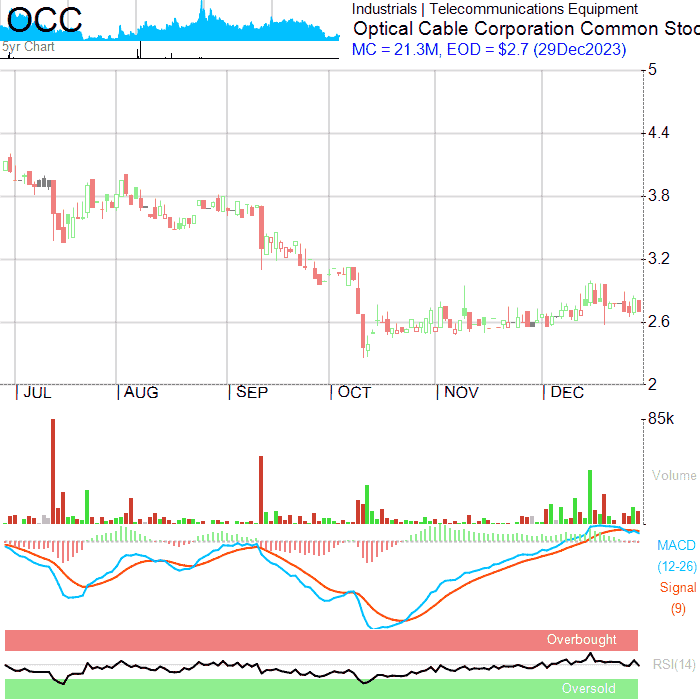 OCC
5yr Chart
Industrials | Telecommunications Equipment
Optical Cable Corporation Common Stoc
MC = 21.3M, EOD = $2.7 (29Dec2023)
5
4.4
3.8
3.2
2.6
2
JUL AUG SEP OCT NOV DEC
85k
Volume
MACD
(12-26)
Signal
(9)
Overbought
RSI(14)
Oversold